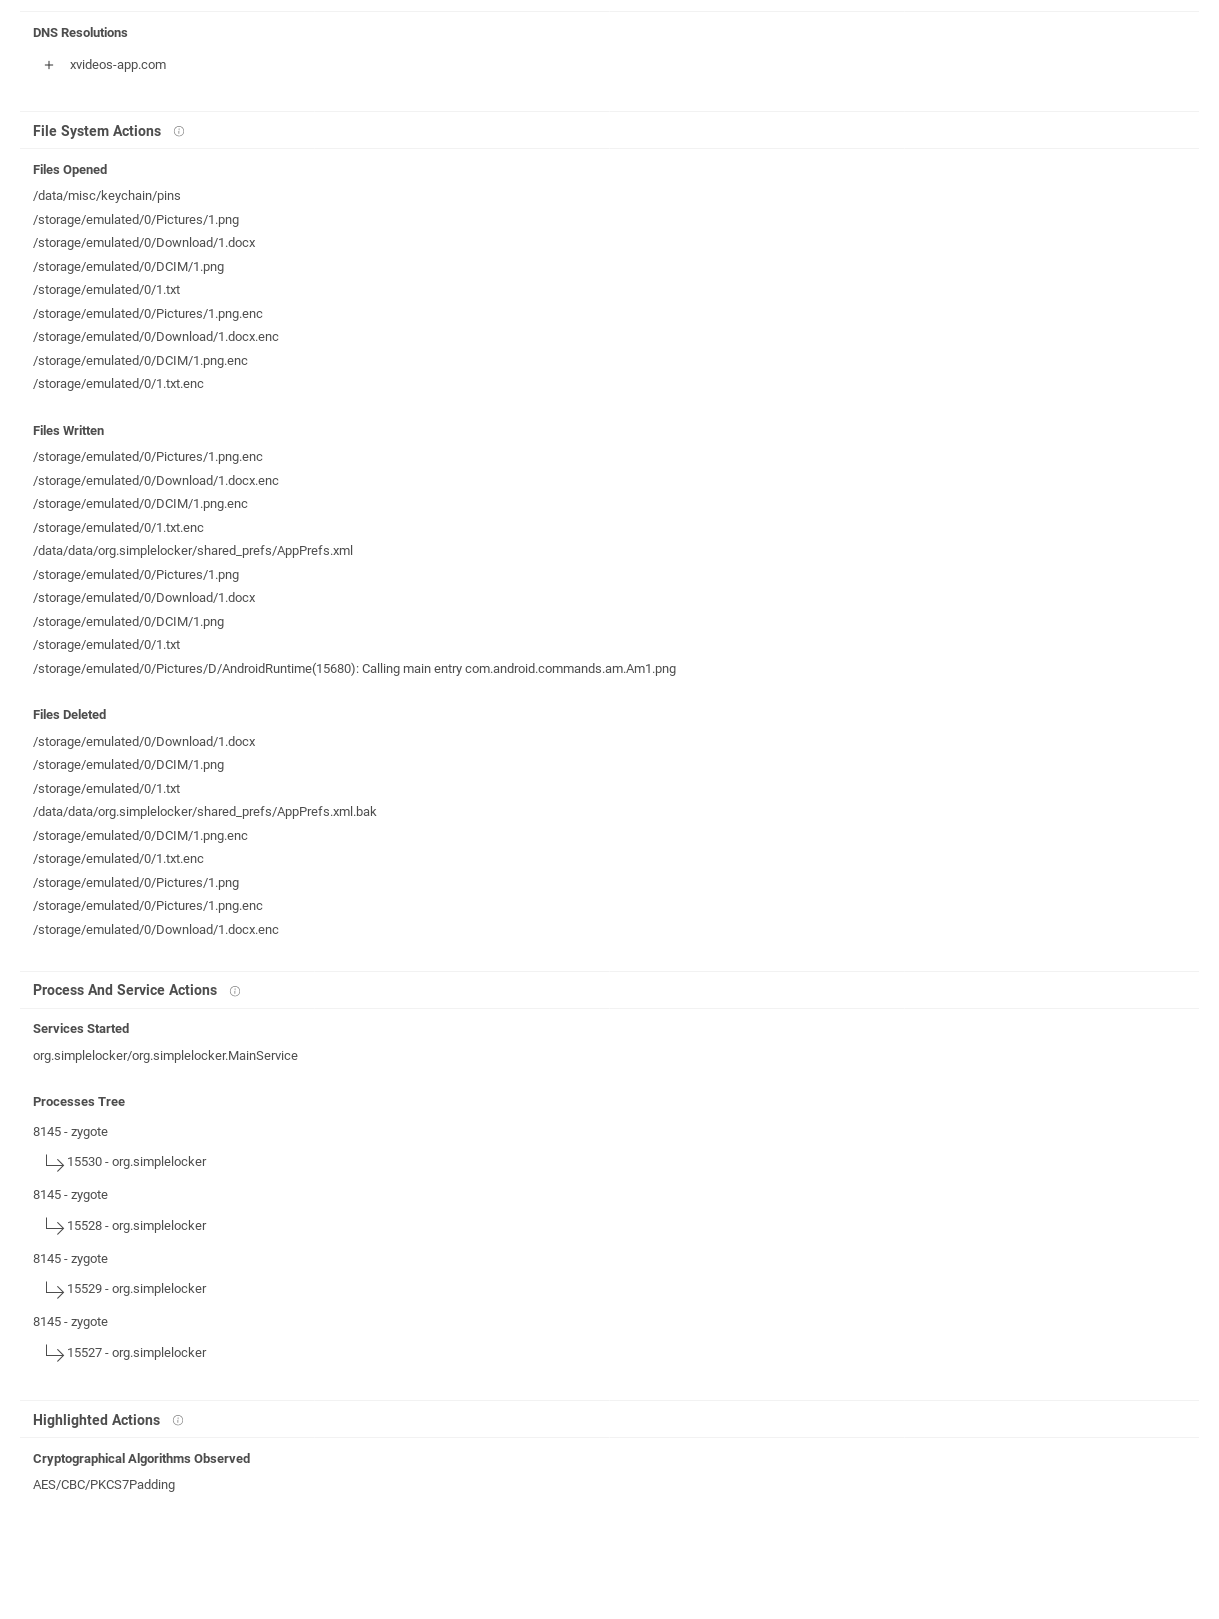 DNS Resolutions
+ xvideos-app.com
File System Actions
Files Opened
/data/misc/keychain/pins
/storage/emulated/0/Pictures/1.png
/storage/emulated/0/Download/1.docx
/storage/emulated/0/DCIM/1.png
/storage/emulated/0/1.txt
/storage/emulated/0/Pictures/1.png.enc
/storage/emulated/0/Download/1.docx.enc
/storage/emulated/0/DCIM/1.png.enc
/storage/emulated/0/1.txt.enc
Files Written
/storage/emulated/0/Pictures/1.png.enc
/storage/emulated/0/Download/1.docx.enc
/storage/emulated/0/DCIM/1.png.enc
/storage/emulated/0/1.txt.enc
/data/data/org.simplelocker/shared_prefs/AppPrefs.xml
/storage/emulated/0/Pictures/1.png
/storage/emulated/0/Download/1.docx
/storage/emulated/0/DCIM/1.png
/storage/emulated/0/1.txt
/storage/emulated/0/Pictures/D/AndroidRuntime(15680): Calling main entry com.android.commands.am.Am1.png
Files Deleted
/storage/emulated/0/Download/1.docx
/storage/emulated/0/DCIM/1.png
/storage/emulated/0/1.txt
/data/data/org.simplelocker/shared_prefs/AppPrefs.xml.bak
/storage/emulated/0/DCIM/1.png.enc
/storage/emulated/0/1.txt.enc
/storage/emulated/0/Pictures/1.png
/storage/emulated/0/Pictures/1.png.enc
/storage/emulated/0/Download/1.docx.enc
Process And Service Actions
Services Started
org.simplelocker/org.simplelocker.MainService
Processes Tree
8145 - zygote
15530 - org.simplelocker
8145 - zygote
15528 - org.simplelocker
8145 - zygote
15529 - org.simplelocker
8145 - zygote
15527 - org.simplelocker
Highlighted Actions
Cryptographical Algorithms Observed
AES/CBC/PKCS7Padding